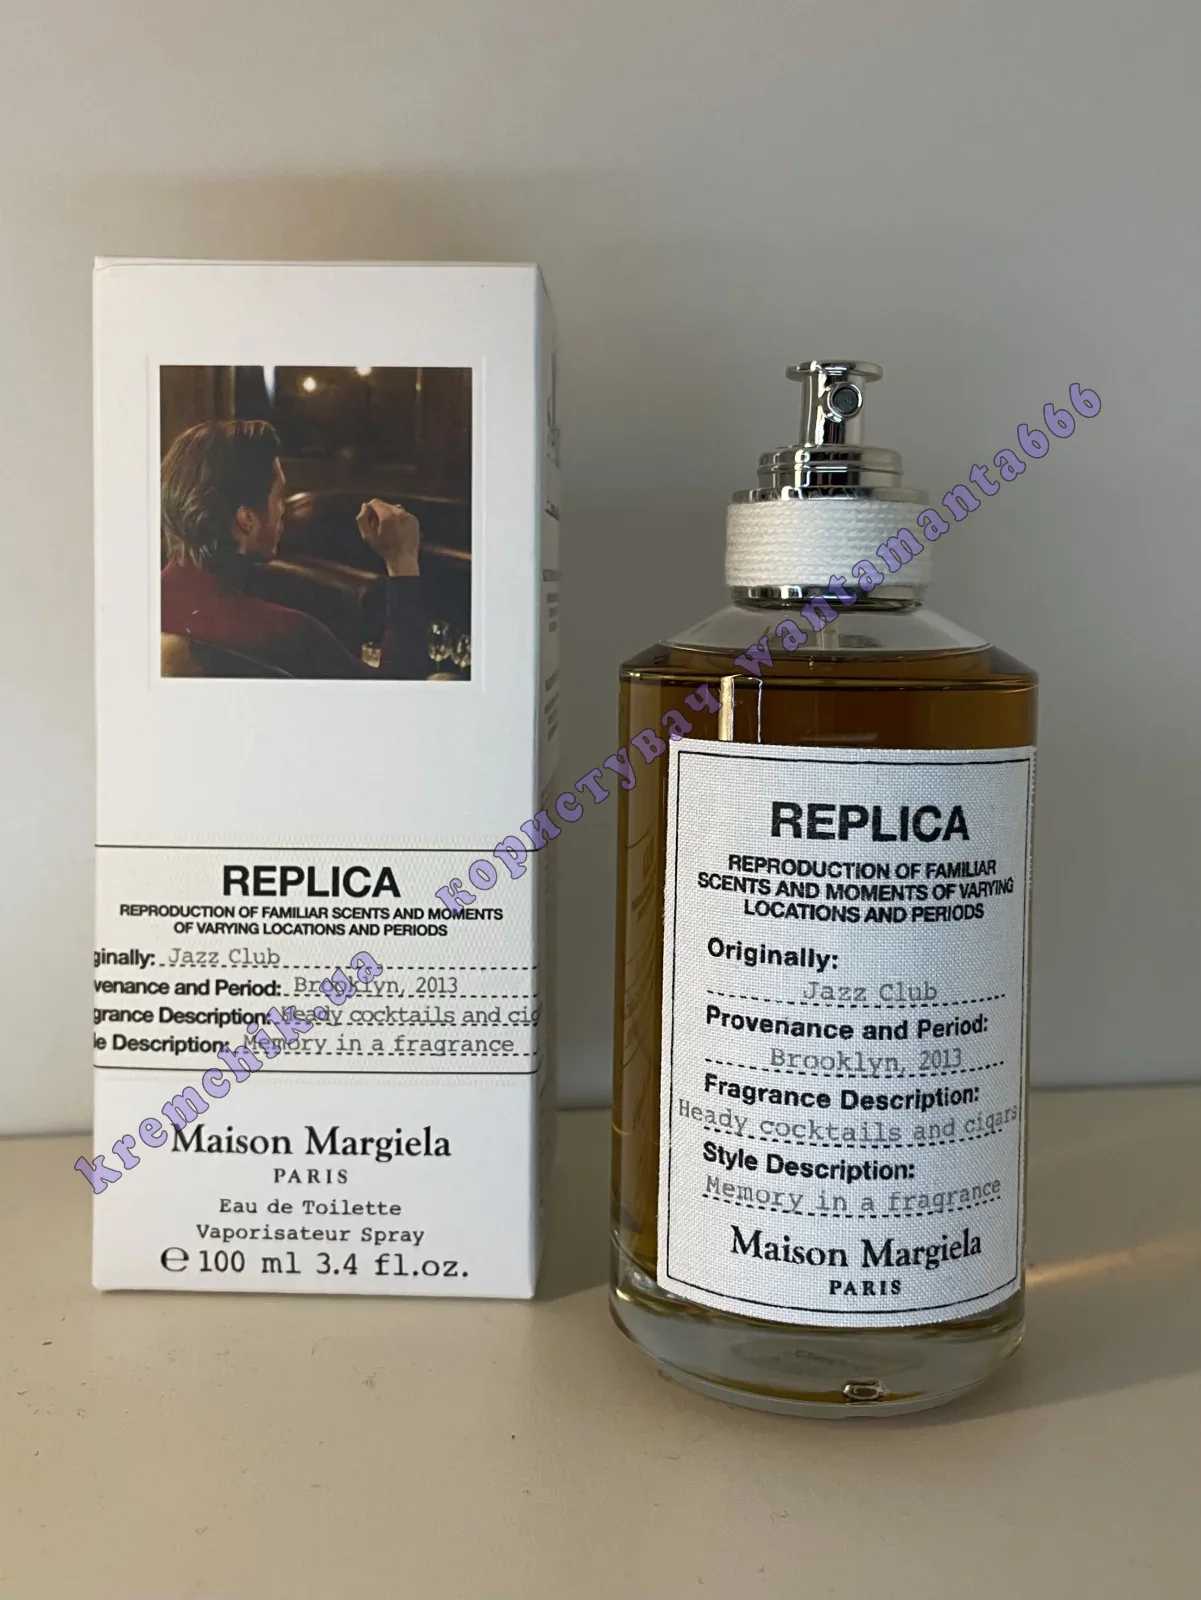 REPLICA
REPRODUCTION OF FAMILIAR SCENTS AND MOMENTS
OF VARYING LOCATIONS AND PERIODS
ginally: Jazz Club
venance and Period: Brooklyn, 2013
grance Description: Heady cocktails and cig
le Description: Memory in a fragrance
Maison Margiela
PARIS
Eau de Toilette
Vaporisateur Spray
℮ 100 ml 3.4 fl.oz.
REPLICA
REPRODUCTION OF FAMILIAR
SCENTS AND MOMENTS OF VARYING
LOCATIONS AND PERIODS
Originally:
Jazz Club
Provenance and Period:
Brooklyn, 2013
Fragrance Description:
Heady cocktails and cigars
Style Description:
Memory in a fragrance
Maison Margiela
PARIS
kremchik.ua користувач wantamanta666